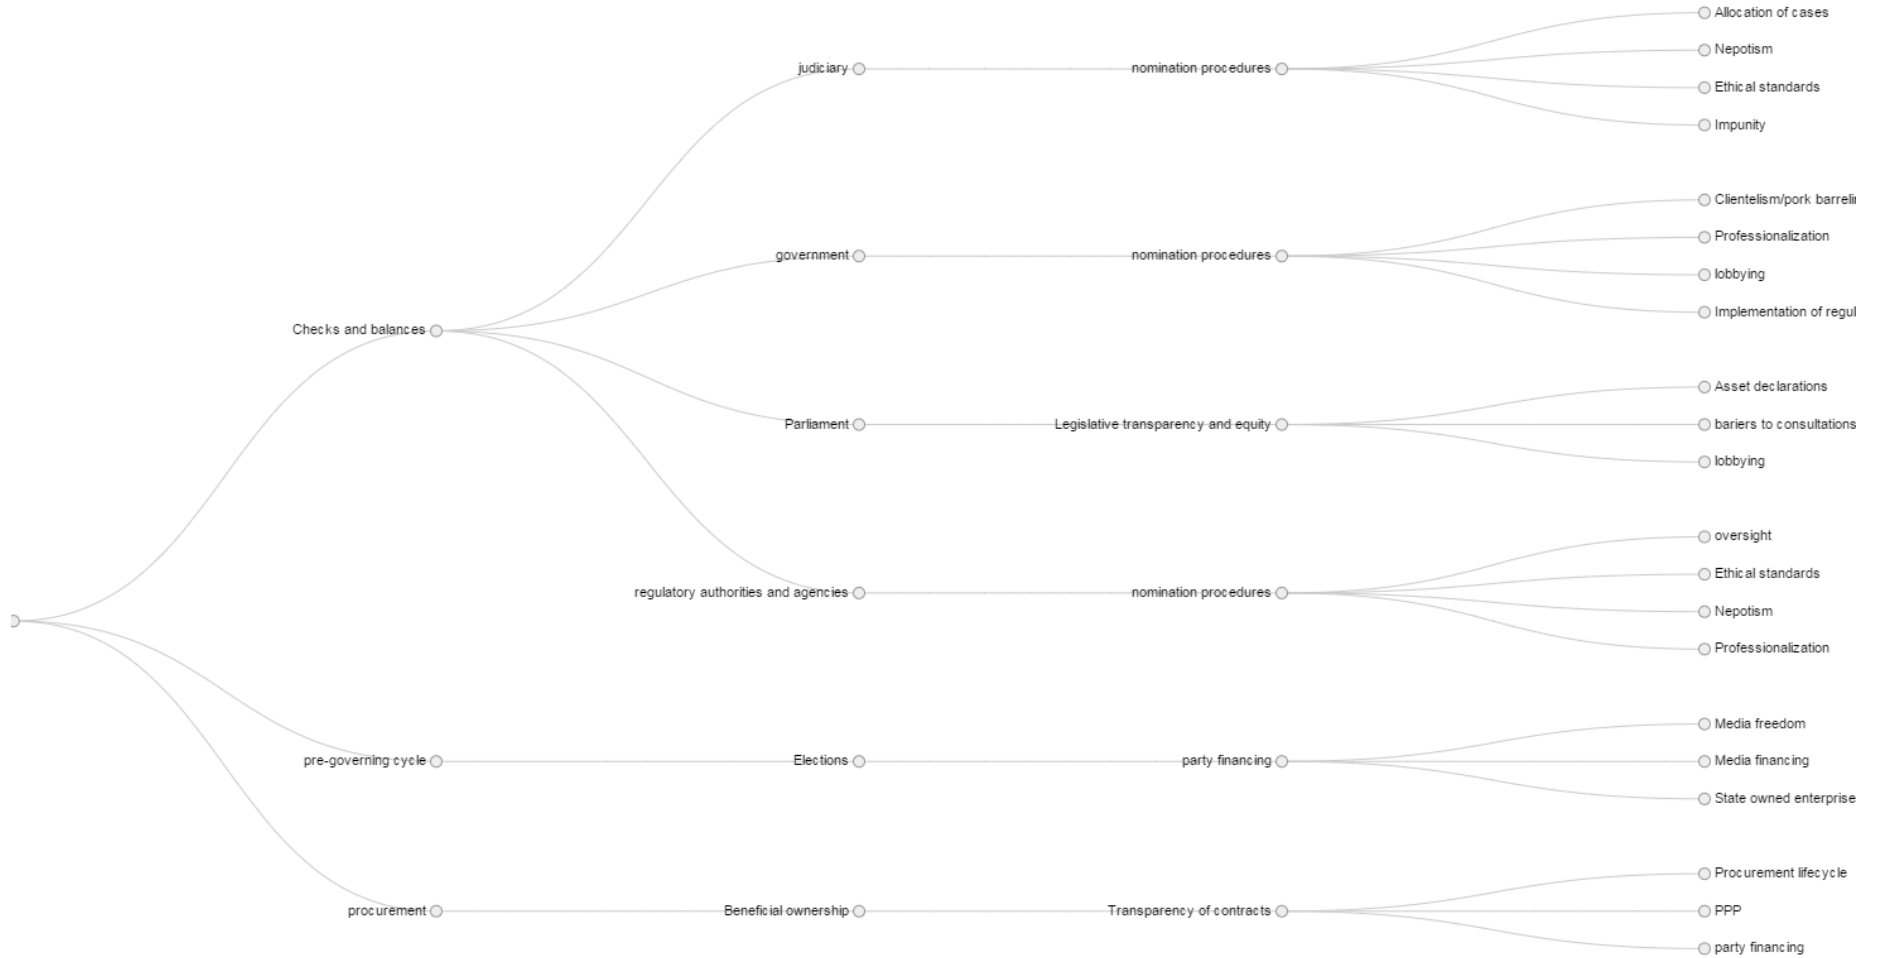 Allocation of cases
judiciary nomination procedures Nepotism
Ethical standards
Impunity
Clientelism/pork barreli
government nomination procedures Professionalization
lobbying
Implementation of regul
Checks and balances
Asset declarations
Parliament Legislative transparency and equity bariers to consultations
lobbying
oversight
regulatory authorities and agencies nomination procedures Ethical standards
Nepotism
Professionalization
Media freedom
pre-governing cycle Elections party financing Media financing
State owned enterprise
Procurement lifecycle
procurement Beneficial ownership Transparency of contracts PPP
party financing